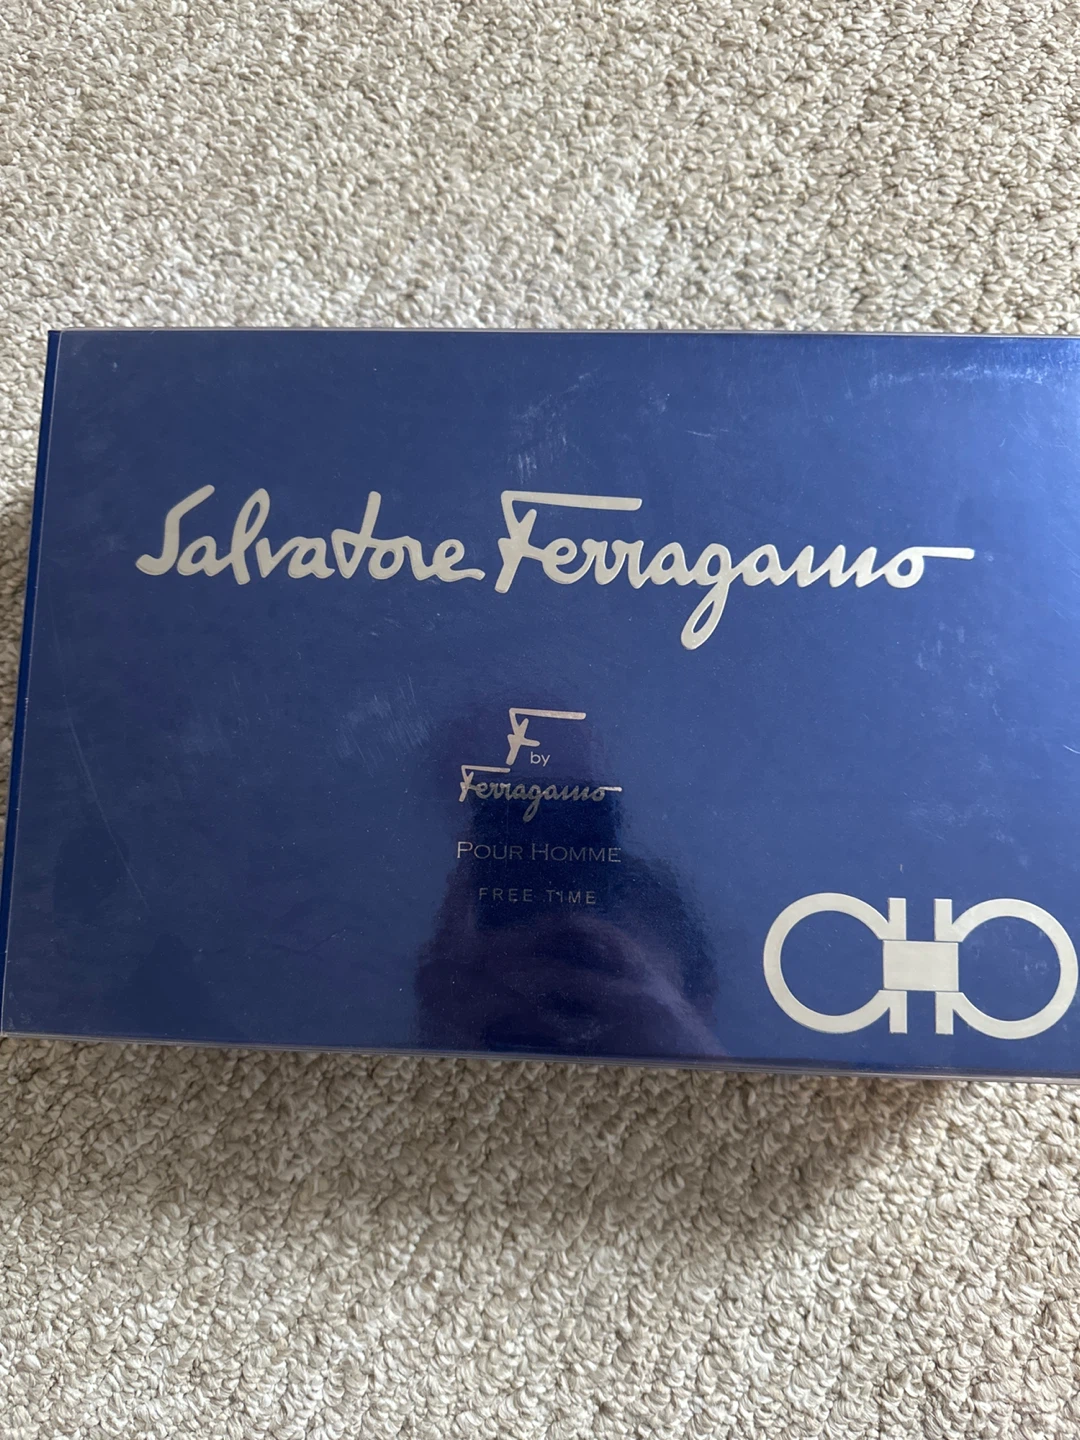 Salvatore Ferragamo
F
by
Ferragamo
POUR HOMME
FREE TIME